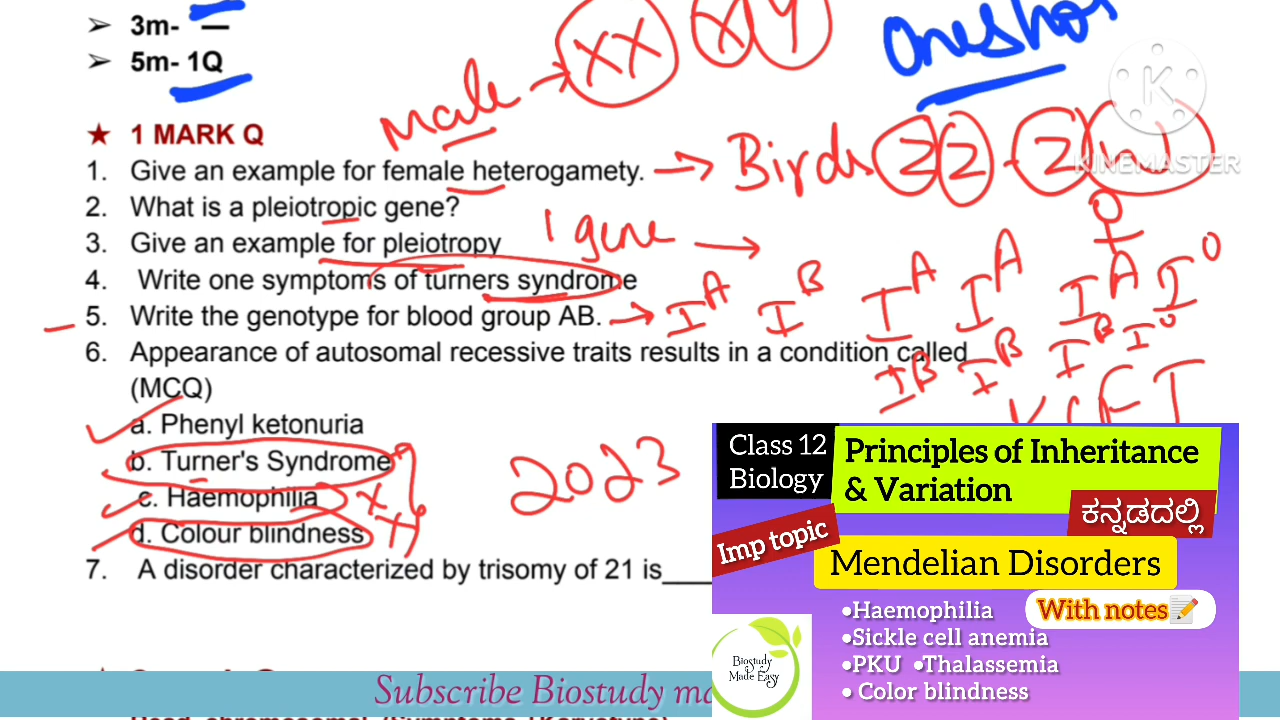 ➢ 3m- —
➢ 5m- 1Q
XX X Y
Oneshot
Male →
K
KINEMASTER
★ 1 MARK Q
1. Give an example for female heterogamety. → Birds ZZ - ZW
2. What is a pleiotropic gene?
1 gene →
3. Give an example for pleiotropy
4. Write one symptoms of turners syndrome
5. Write the genotype for blood group AB. → I^A I^B I^A I^A I^A I^O
I^B I^B I^B I^O
6. Appearance of autosomal recessive traits results in a condition called
(MCQ)
a. Phenyl ketonuria
b. Turner's Syndrome
c. Haemophilia
d. Colour blindness
X
2023
7. A disorder characterized by trisomy of 21 is____
Class 12
Biology
Principles of Inheritance
& Variation
ಕನ್ನಡದಲ್ಲಿ
Imp topic
Mendelian Disorders
•Haemophilia
With notes📝
•Sickle cell anemia
•PKU •Thalassemia
• Color blindness
Biostudy
Made Easy
Subscribe Biostudy ma